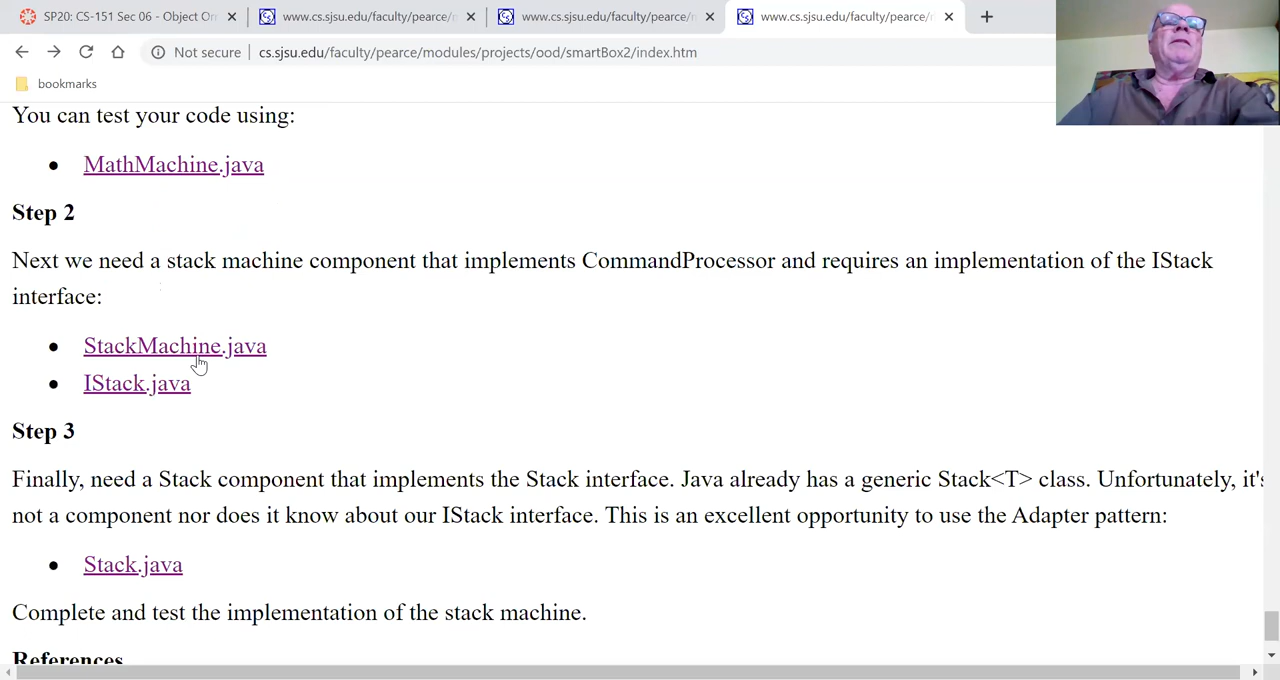 SP20: CS-151 Sec 06 - Object Or
www.cs.sjsu.edu/faculty/pearce/
www.cs.sjsu.edu/faculty/pearce/
www.cs.sjsu.edu/faculty/pearce/
Not secure | cs.sjsu.edu/faculty/pearce/modules/projects/ood/smartBox2/index.htm
bookmarks
You can test your code using:
• MathMachine.java
Step 2
Next we need a stack machine component that implements CommandProcessor and requires an implementation of the IStack
interface:
• StackMachine.java
• IStack.java
Step 3
Finally, need a Stack component that implements the Stack interface. Java already has a generic Stack<T> class. Unfortunately, it's
not a component nor does it know about our IStack interface. This is an excellent opportunity to use the Adapter pattern:
• Stack.java
Complete and test the implementation of the stack machine.
References